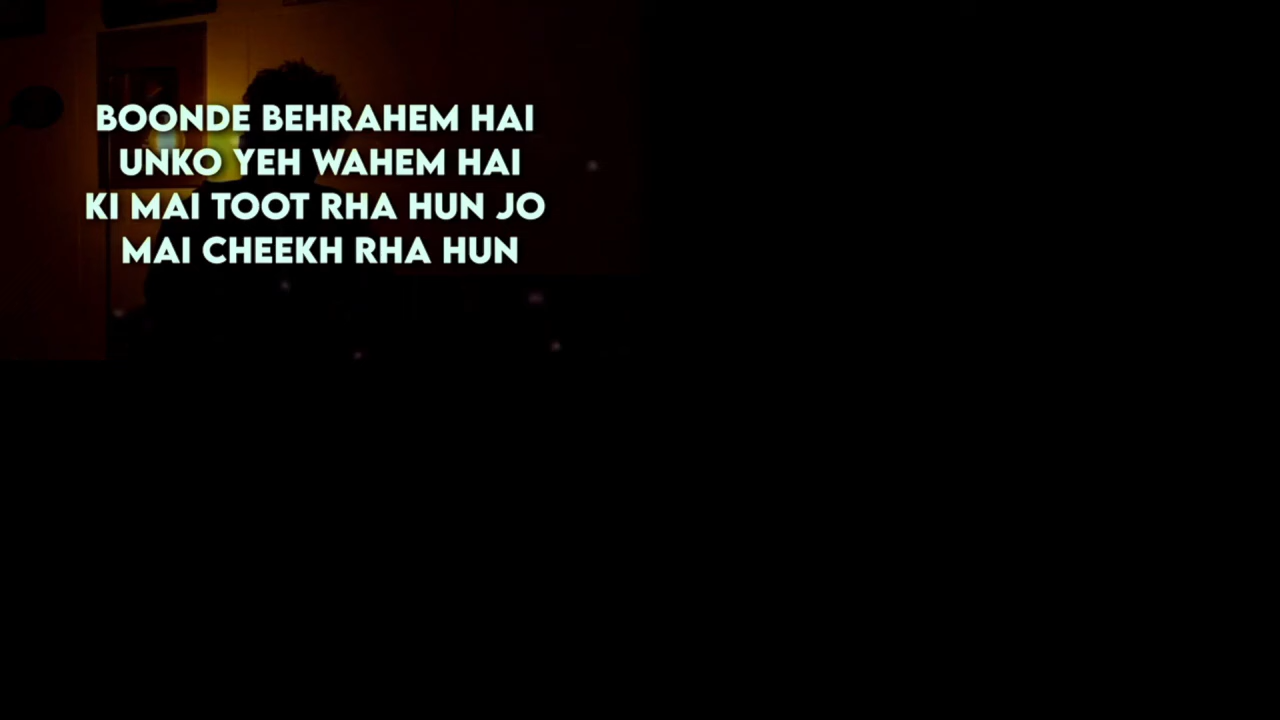 BOONDE BEHRAHEM HAI
UNKO YEH WAHEM HAI
KI MAI TOOT RHA HUN JO
MAI CHEEKH RHA HUN